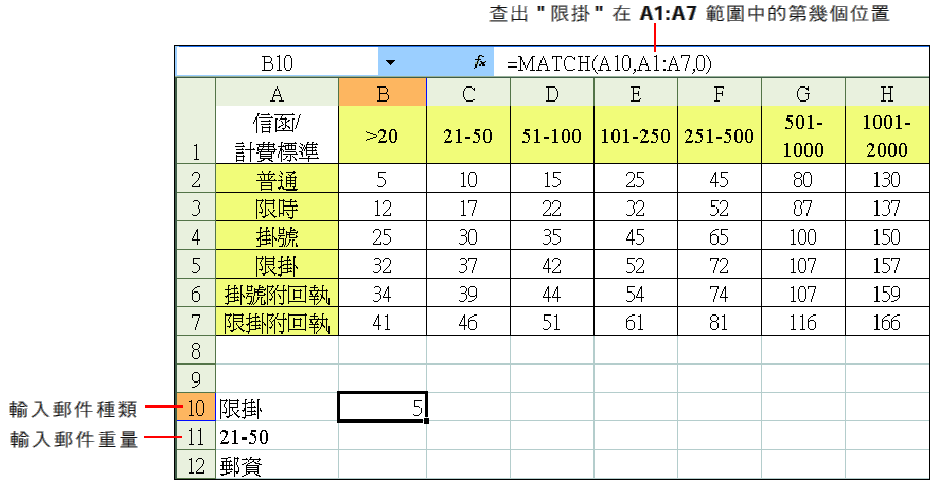 查出 " 限掛 " 在 A1:A7 範圍中的第幾個位置
B10 fx =MATCH(A10,A1:A7,0)
A B C D E F G H
1 信函/計費標準 >20 21-50 51-100 101-250 251-500 501-1000 1001-2000
2 普通 5 10 15 25 45 80 130
3 限時 12 17 22 32 52 87 137
4 掛號 25 30 35 45 65 100 150
5 限掛 32 37 42 52 72 107 157
6 掛號附回執 34 39 44 54 74 107 159
7 限掛附回執 41 46 51 61 81 116 166
8
9
輸入郵件種類 10 限掛 5
輸入郵件重量 11 21-50
12 郵資